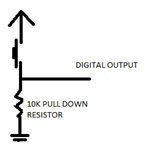 DIGITAL OUTPUT
10K PULL DOWN
RESISTOR